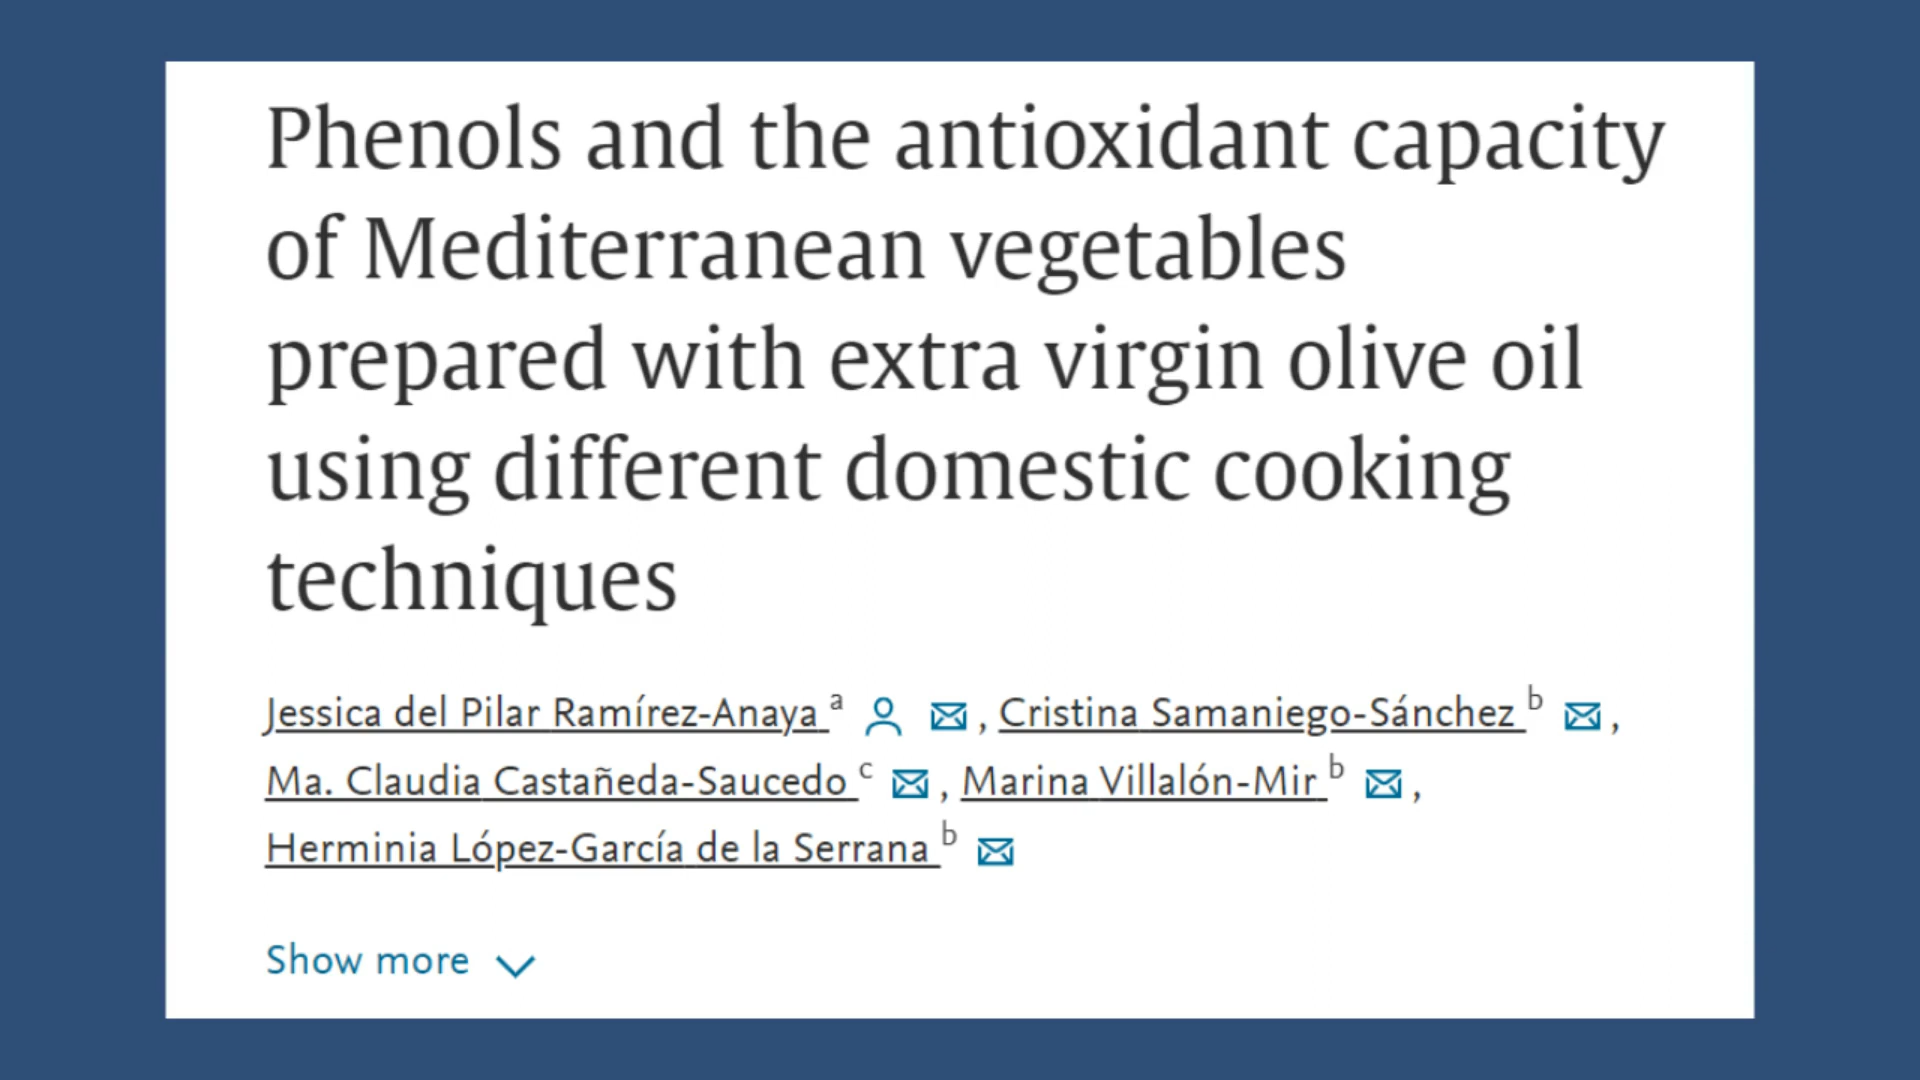 Phenols and the antioxidant capacity
of Mediterranean vegetables
prepared with extra virgin olive oil
using different domestic cooking
techniques
Jessica del Pilar Ramírez-Anaya a , Cristina Samaniego-Sánchez b ,
Ma. Claudia Castañeda-Saucedo c , Marina Villalón-Mir b ,
Herminia López-García de la Serrana b
Show more